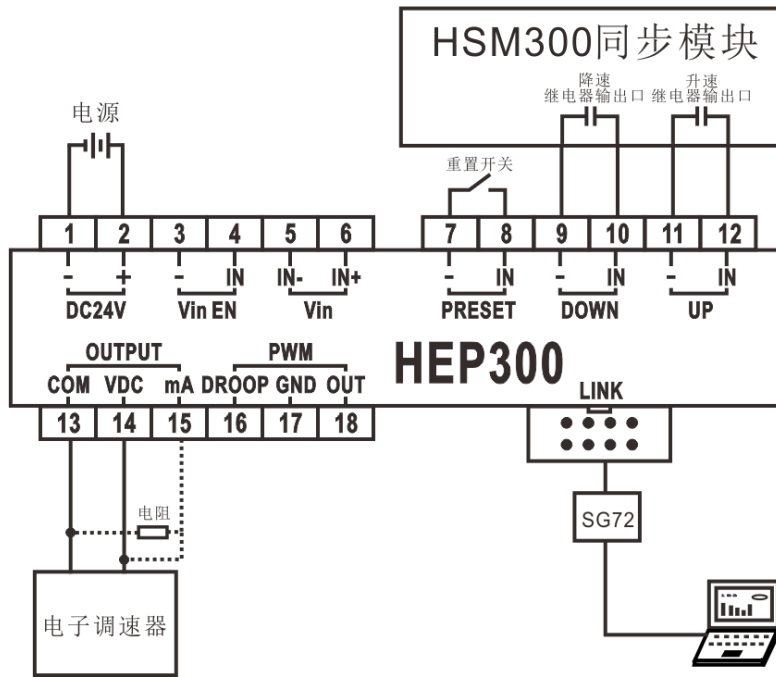 HSM300同步模块
降速
继电器输出口
升速
继电器输出口
电源
重置开关
1 2 3 4 5 6 7 8 9 10 11 12
- + - IN IN- IN+ - IN - IN - IN
DC24V Vin EN Vin PRESET DOWN UP
OUTPUT PWM
HEP300
COM VDC mA DROOP GND OUT
LINK
13 14 15 16 17 18
电阻
SG72
电子调速器